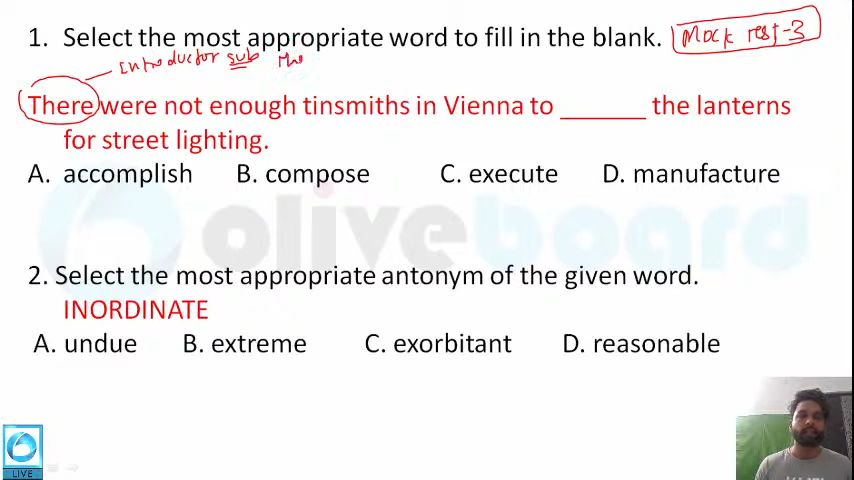 1. Select the most appropriate word to fill in the blank. Mock Test-3
Introductor sub The
There were not enough tinsmiths in Vienna to ______ the lanterns
for street lighting.
A. accomplish B. compose C. execute D. manufacture
oliveboard
2. Select the most appropriate antonym of the given word.
INORDINATE
A. undue B. extreme C. exorbitant D. reasonable
LIVE